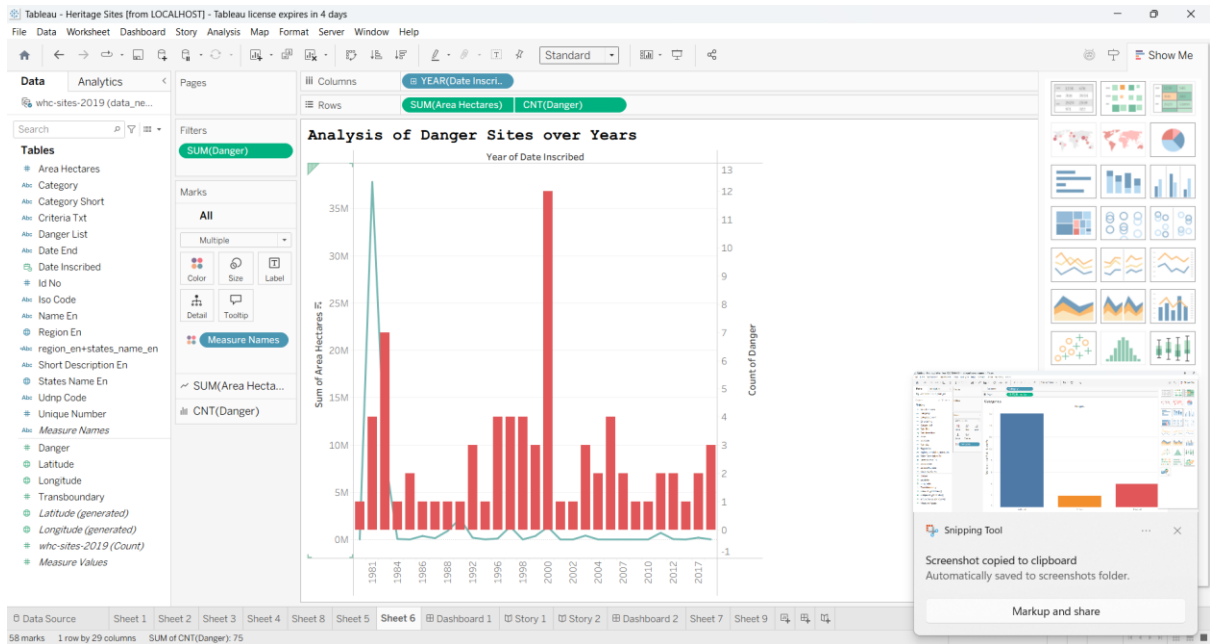 Tableau - Heritage Sites [from LOCALHOST] - Tableau license expires in 4 days
File Data Worksheet Dashboard Story Analysis Map Format Server Window Help
Standard
Show Me
Data Analytics
whc-sites-2019 (data_ne...
Search
Tables
Area Hectares
Abc Category
Abc Category Short
Abc Criteria Txt
Abc Danger List
Abc Date End
Date Inscribed
# Id No
Abc Iso Code
Abc Name En
Region En
Abc region_en+states_name_en
Abc Short Description En
States Name En
Abc Udnp Code
# Unique Number
Abc Measure Names
# Danger
Latitude
Longitude
# Transboundary
Latitude (generated)
Longitude (generated)
# whc-sites-2019 (Count)
# Measure Values
Pages
Filters
SUM(Danger)
Marks
All
Multiple
Color Size Label
Detail Tooltip
Measure Names
SUM(Area Hecta...
CNT(Danger)
Columns
YEAR(Date Inscri..
Rows
SUM(Area Hectares) CNT(Danger)
Analysis of Danger Sites over Years
Year of Date Inscribed
Sum of Area Hectares
35M
30M
25M
20M
15M
10M
5M
0M
13
12
11
10
9
8
7
6
5
4
3
2
1
0
-1
Count of Danger
1981 1984 1986 1988 1992 1996 1998 2000 2002 2004 2007 2010 2012 2017
Snipping Tool
Screenshot copied to clipboard
Automatically saved to screenshots folder.
Markup and share
Data Source Sheet 1 Sheet 2 Sheet 3 Sheet 4 Sheet 8 Sheet 5 Sheet 6 Dashboard 1 Story 1 Story 2 Dashboard 2 Sheet 7 Sheet 9
58 marks 1 row by 29 columns SUM of CNT(Danger): 75